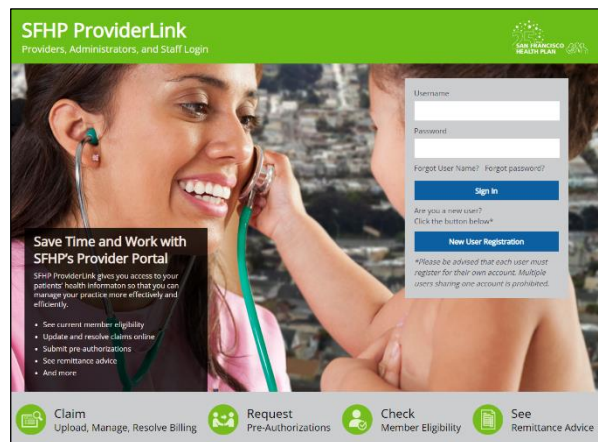 SFHP ProviderLink
Providers, Administrators, and Staff Login
SAN FRANCISCO
HEALTH PLAN
Username
Password
Forgot User Name? Forgot password?
Sign In
Are you a new user?
Click the button below*
New User Registration
*Please be advised that each user must
register for their own account. Multiple
users sharing one account is prohibited.
Save Time and Work with
SFHP's Provider Portal
SFHP ProviderLink gives you access to your
patients' health informaton so that you can
manage your practice more effectively and
efficiently.
• See current member eligibility
• Update and resolve claims online
• Submit pre-authorizations
• See remittance advice
• And more
Claim
Upload, Manage, Resolve Billing
Request
Pre-Authorizations
Check
Member Eligibility
See
Remittance Advice